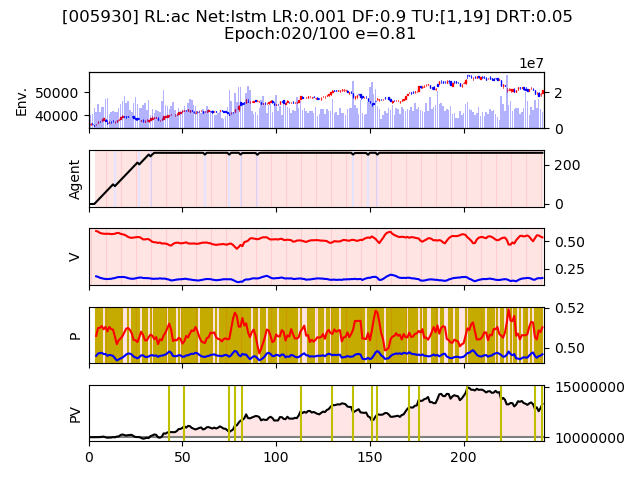 [005930] RL:ac Net:lstm LR:0.001 DF:0.9 TU:[1,19] DRT:0.05
Epoch:020/100 e=0.81
1e7
Env.
50000
40000
2
0
Agent
200
0
V
0.50
0.25
P
0.52
0.50
PV
15000000
10000000
0 50 100 150 200